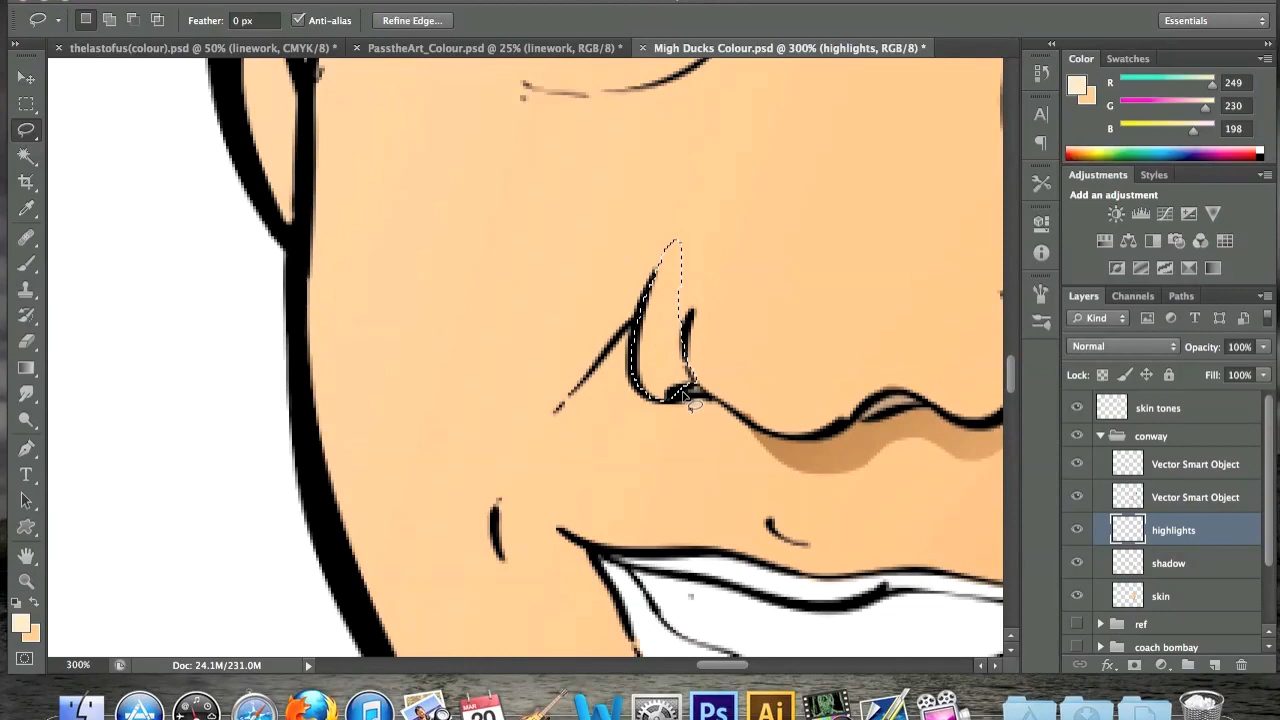 Feather: 0 px Anti-alias Refine Edge... Essentials
× thelastofus(colour).psd @ 50% (linework, CMYK/8) * × PasstheArt_Colour.psd @ 25% (linework, RGB/8) * × Migh Ducks Colour.psd @ 300% (highlights, RGB/8) *
Color Swatches
R 249
G 230
B 198
Adjustments Styles
Add an adjustment
Layers Channels Paths
Kind
Normal Opacity: 100%
Lock: Fill: 100%
skin tones
conway
Vector Smart Object
Vector Smart Object
highlights
shadow
skin
ref
coach bombay
300% Doc: 24.1M/231.0M
MAR
Ps Ai